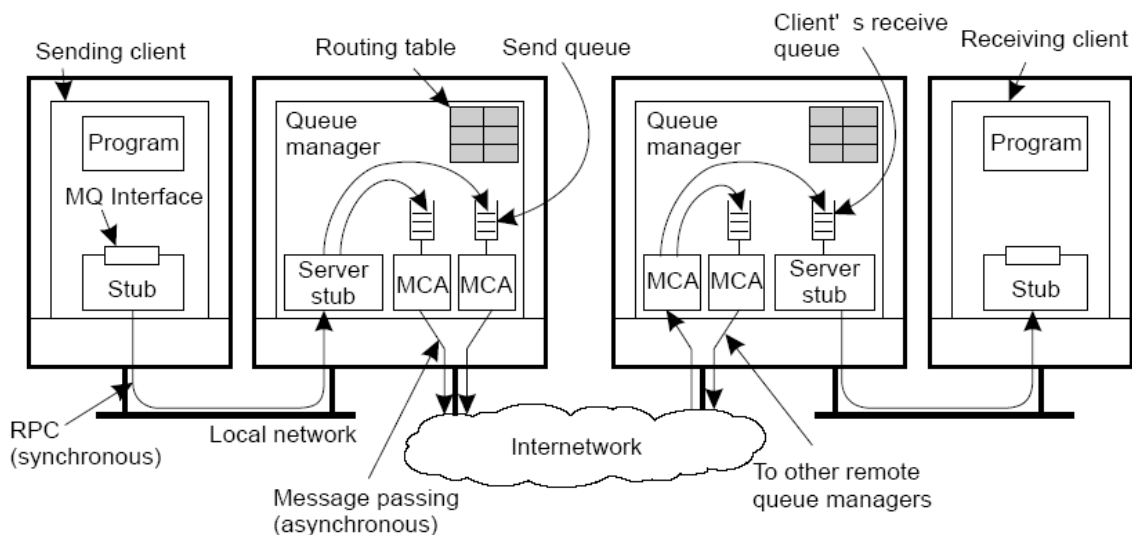 Sending client
Routing table
Send queue
Client' s receive
queue
Receiving client
Program
MQ Interface
Stub
Queue
manager
Server
stub
MCA
MCA
Queue
manager
MCA
MCA
Server
stub
Program
Stub
RPC
(synchronous)
Local network
Message passing
(asynchronous)
Internetwork
To other remote
queue managers